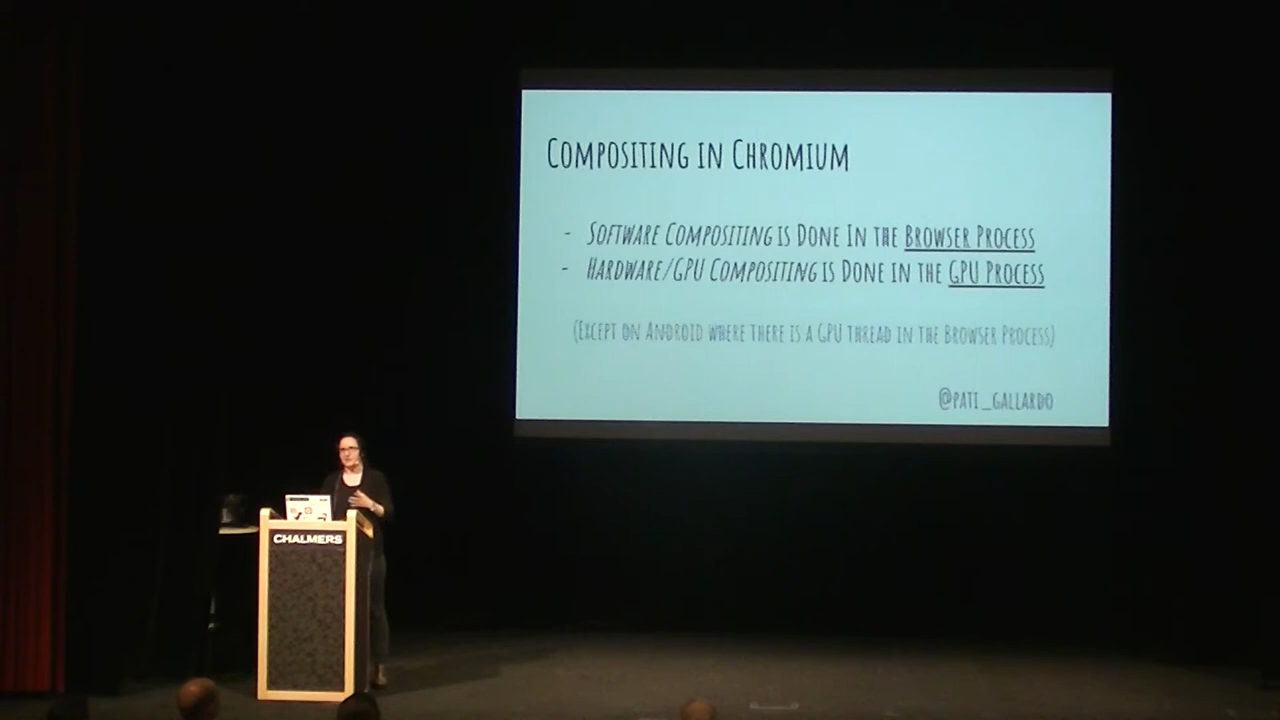 Compositing in Chromium
- Software Compositing is Done In the Browser Process
- Hardware/GPU Compositing is Done in the GPU Process
(Except on Android where there is a GPU thread in the Browser Process)
@pati_gallardo
CHALMERS